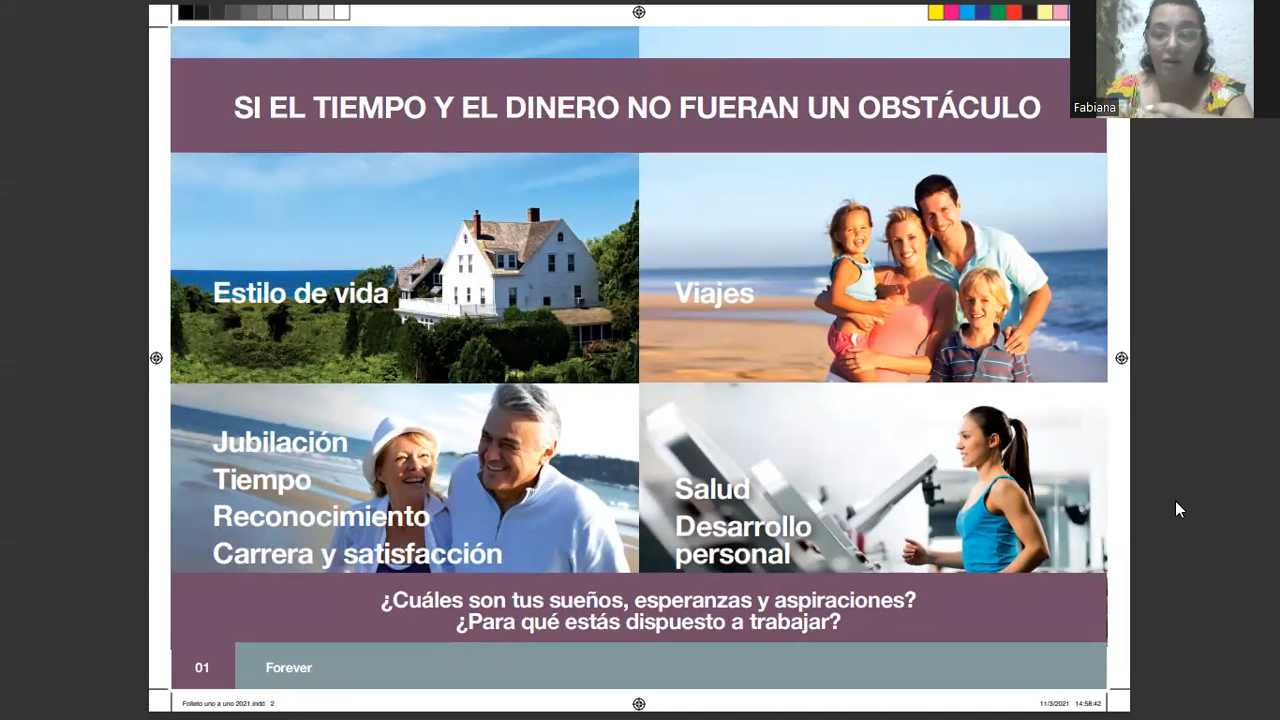 SI EL TIEMPO Y EL DINERO NO FUERAN UN OBSTÁCULO
Fabiana
Estilo de vida
Viajes
Jubilación
Tiempo
Reconocimiento
Carrera y satisfacción
Salud
Desarrollo
personal
¿Cuáles son tus sueños, esperanzas y aspiraciones?
¿Para qué estás dispuesto a trabajar?
01
Forever
Folleto uno a uno 2021.indd 2
11/3/2021 14:58:42